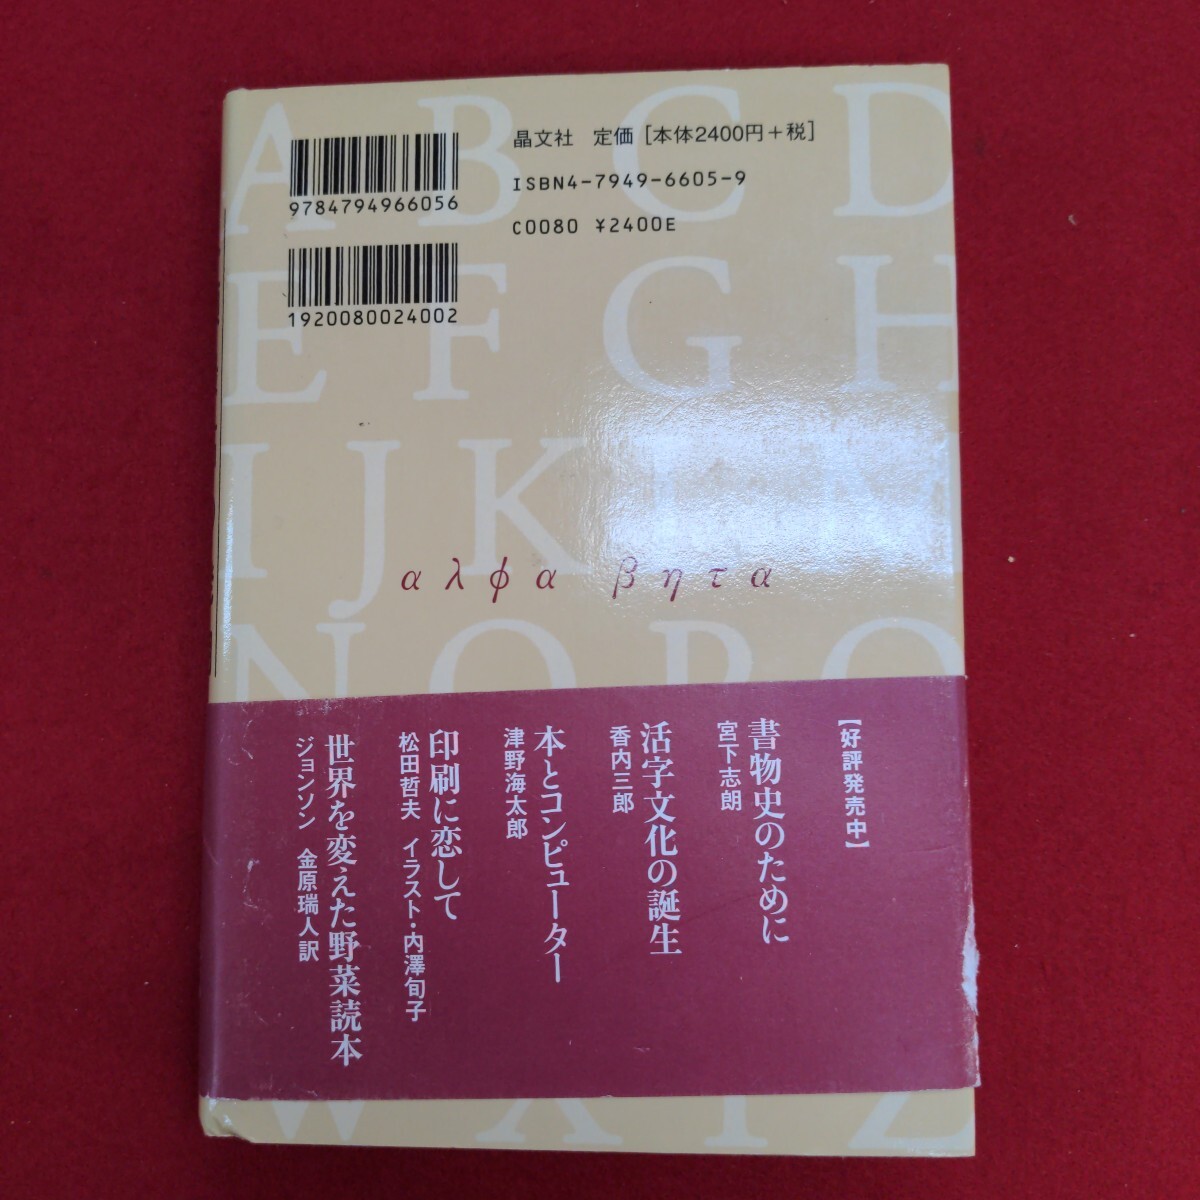 A B C D
E F G H
I J K L M
N O P Q
W X Y Z
9784794966056
1920080024002
晶文社 定価[本体2400円+税]
ISBN4-7949-6605-9
C0080 ¥2400E
αλφα βητα
【好評発売中】
書物史のために
宮下志朗
活字文化の誕生
香内三郎
本とコンピューター
津野海太郎
印刷に恋して
松田哲夫 イラスト・内澤旬子
世界を変えた野菜読本
ジョンソン 金原瑞人訳